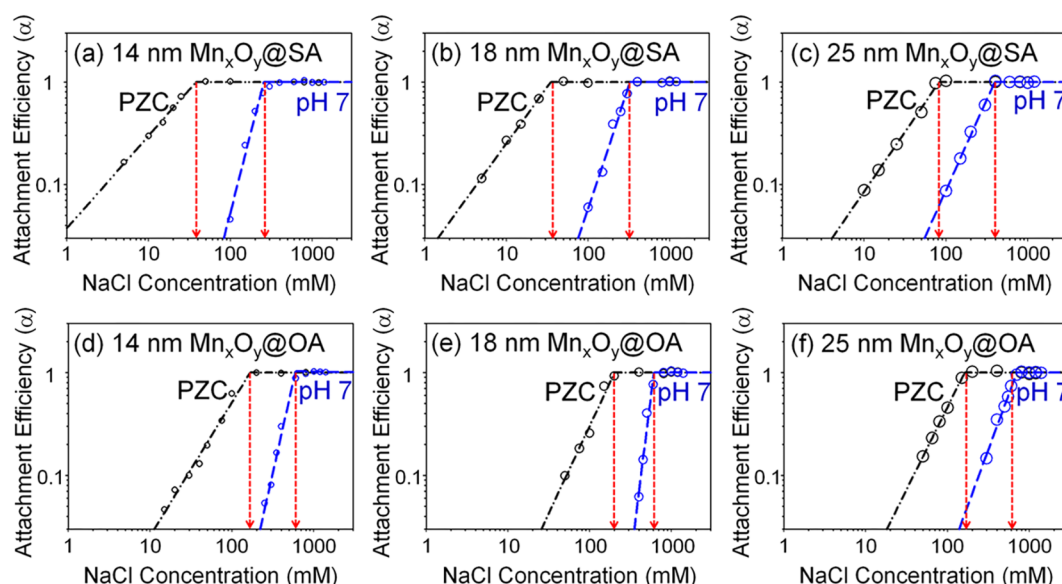 (a) 14 nm MnxOy@SA
Attachment Efficiency (α)
1
0.1
PZC
pH 7
1 10 100 1000
NaCl Concentration (mM)
(b) 18 nm MnxOy@SA
Attachment Efficiency (α)
1
0.1
PZC
pH 7
1 10 100 1000
NaCl Concentration (mM)
(c) 25 nm MnxOy@SA
Attachment Efficiency (α)
1
0.1
PZC
pH 7
1 10 100 1000
NaCl Concentration (mM)
(d) 14 nm MnxOy@OA
Attachment Efficiency (α)
1
0.1
PZC
pH 7
1 10 100 1000
NaCl Concentration (mM)
(e) 18 nm MnxOy@OA
Attachment Efficiency (α)
1
0.1
PZC
pH 7
1 10 100 1000
NaCl Concentration (mM)
(f) 25 nm MnxOy@OA
Attachment Efficiency (α)
1
0.1
PZC
pH 7
1 10 100 1000
NaCl Concentration (mM)